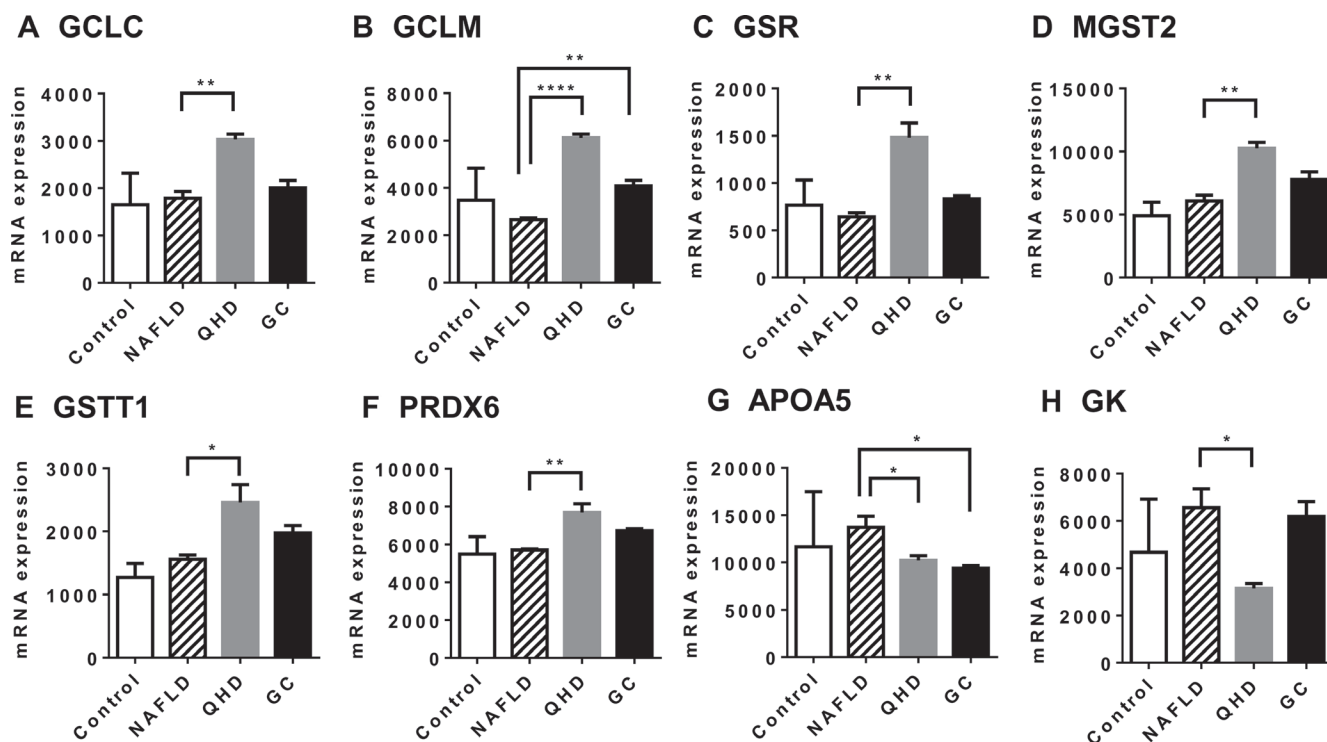 A GCLC
**
mRNA expression
4000
3000
2000
1000
0
Control
NAFLD
QHD
GC
B GCLM
**
****
mRNA expression
8000
6000
4000
2000
0
Control
NAFLD
QHD
GC
C GSR
**
mRNA expression
2000
1500
1000
500
0
Control
NAFLD
QHD
GC
D MGST2
**
mRNA expression
15000
10000
5000
0
Control
NAFLD
QHD
GC
E GSTT1
*
mRNA expression
3000
2000
1000
0
Control
NAFLD
QHD
GC
F PRDX6
**
mRNA expression
10000
8000
6000
4000
2000
0
Control
NAFLD
QHD
GC
G APOA5
*
*
mRNA expression
20000
15000
10000
5000
0
Control
NAFLD
QHD
GC
H GK
*
mRNA expression
8000
6000
4000
2000
0
Control
NAFLD
QHD
GC